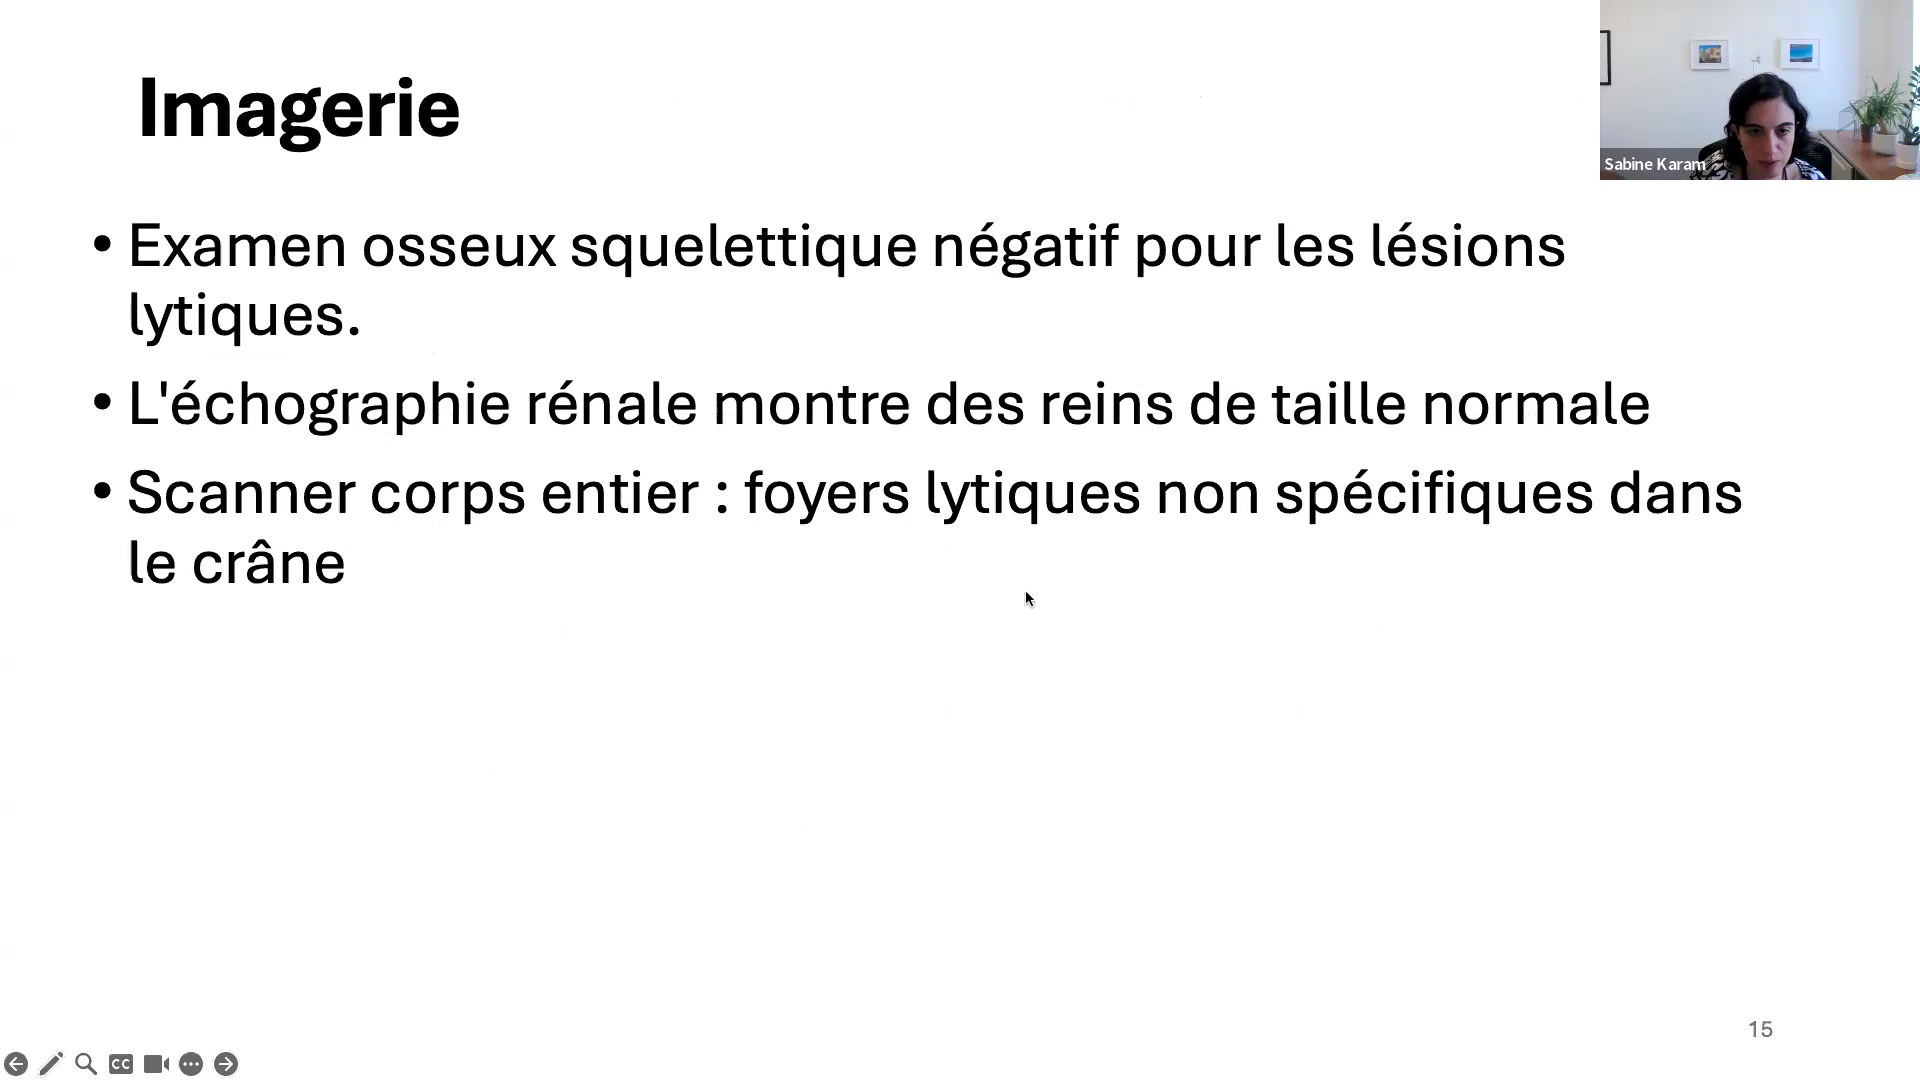 Imagerie
Sabine Karam
• Examen osseux squelettique négatif pour les lésions
lytiques.
• L'échographie rénale montre des reins de taille normale
• Scanner corps entier : foyers lytiques non spécifiques dans
le crâne
15
CC